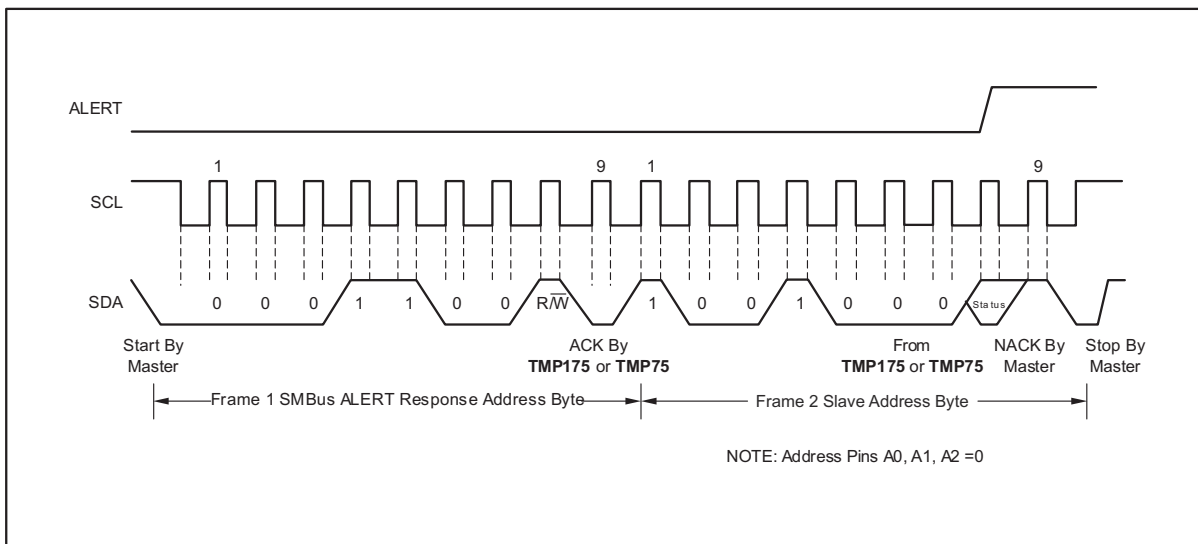 ALERT
1 9 1 9
SCL
SDA
0 0 0 1 1 0 0 R/W̅ 1 0 0 1 0 0 0 Status
Start By
Master
ACK By
TMP175 or TMP75
From
TMP175 or TMP75
NACK By
Master
Stop By
Master
Frame 1 SMBus ALERT Response Address Byte
Frame 2 Slave Address Byte
NOTE: Address Pins A0, A1, A2 =0